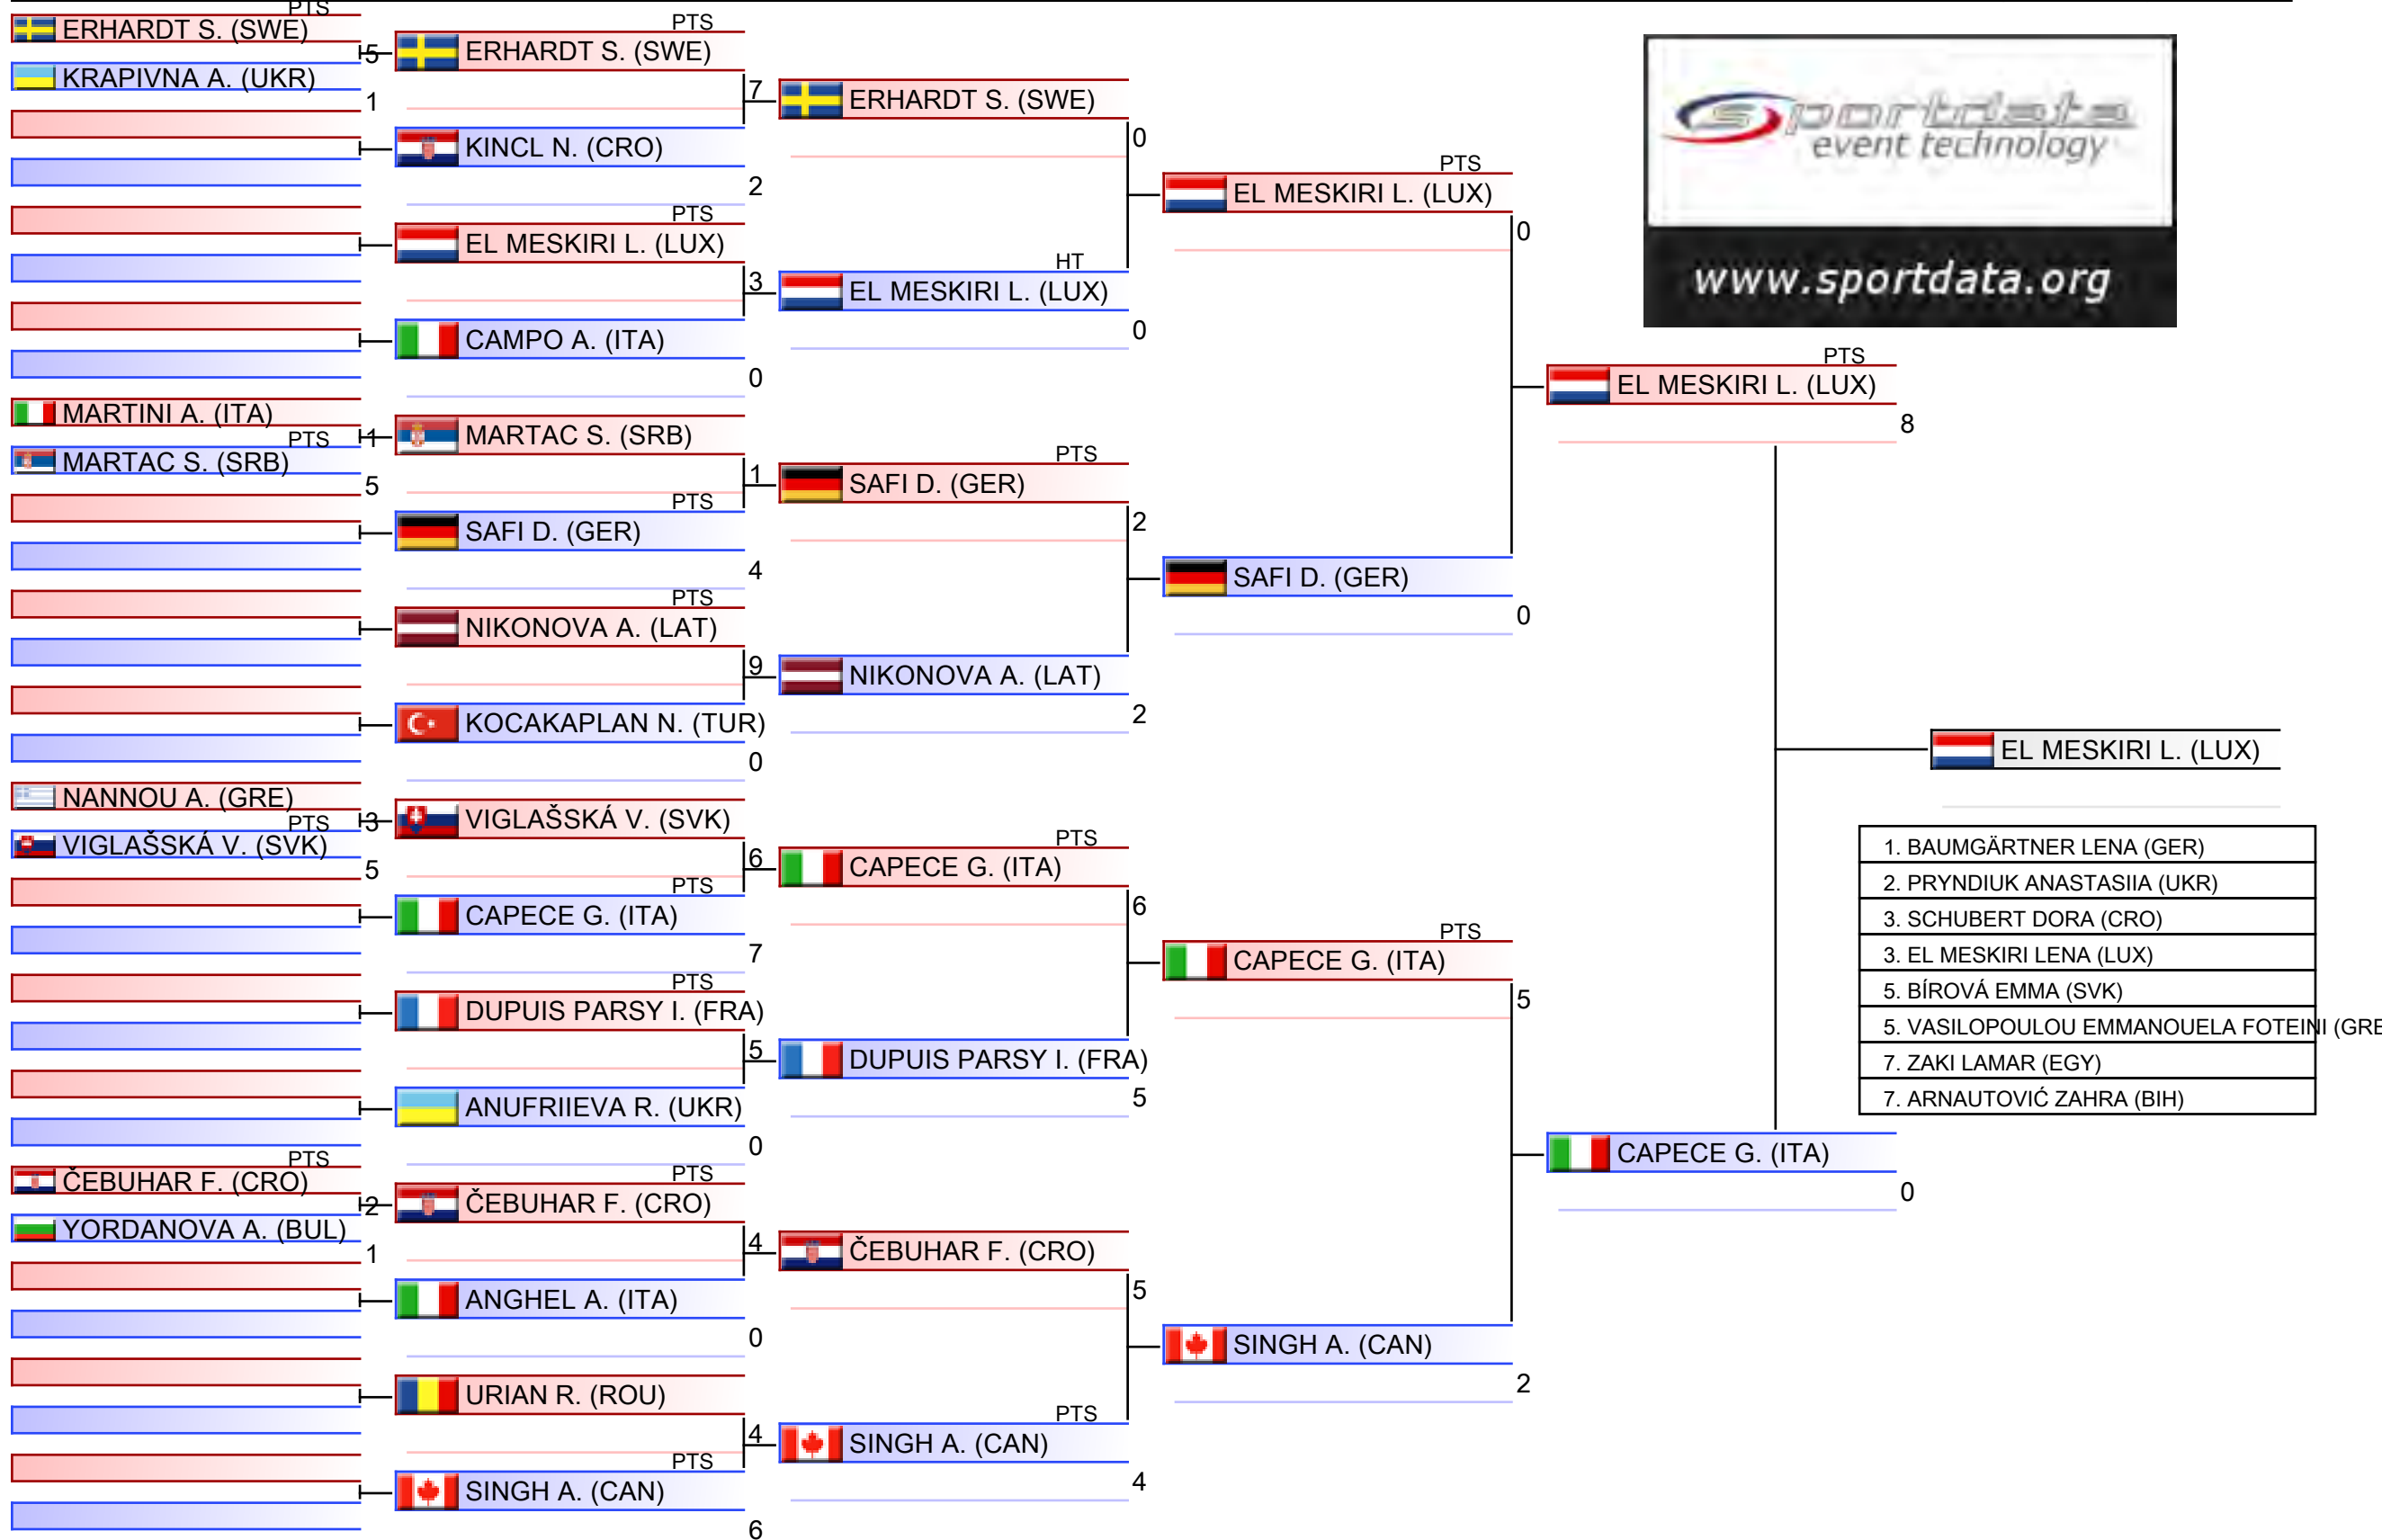 PTS
ERHARDT S. (SWE)
5
KRAPIVNA A. (UKR)
1
MARTINI A. (ITA)
1
PTS
MARTAC S. (SRB)
5
NANNOU A. (GRE)
3
PTS
VIGLAŠSKÁ V. (SVK)
5
PTS
ČEBUHAR F. (CRO)
2
YORDANOVA A. (BUL)
1
PTS
ERHARDT S. (SWE)
7
KINCL N. (CRO)
2
PTS
EL MESKIRI L. (LUX)
3
CAMPO A. (ITA)
0
MARTAC S. (SRB)
1
PTS
SAFI D. (GER)
4
PTS
NIKONOVA A. (LAT)
9
KOCAKAPLAN N. (TUR)
0
VIGLAŠSKÁ V. (SVK)
6
PTS
CAPECE G. (ITA)
7
PTS
DUPUIS PARSY I. (FRA)
5
ANUFRIIEVA R. (UKR)
0
PTS
ČEBUHAR F. (CRO)
4
ANGHEL A. (ITA)
0
URIAN R. (ROU)
4
PTS
SINGH A. (CAN)
6
ERHARDT S. (SWE)
0
HT
EL MESKIRI L. (LUX)
0
PTS
SAFI D. (GER)
2
NIKONOVA A. (LAT)
2
PTS
CAPECE G. (ITA)
6
DUPUIS PARSY I. (FRA)
5
ČEBUHAR F. (CRO)
5
PTS
SINGH A. (CAN)
4
PTS
EL MESKIRI L. (LUX)
0
SAFI D. (GER)
0
PTS
CAPECE G. (ITA)
5
SINGH A. (CAN)
2
sportdata
event technology
www.sportdata.org
PTS
EL MESKIRI L. (LUX)
8
CAPECE G. (ITA)
0
EL MESKIRI L. (LUX)
1. BAUMGÄRTNER LENA (GER)
2. PRYNDIUK ANASTASIIA (UKR)
3. SCHUBERT DORA (CRO)
3. EL MESKIRI LENA (LUX)
5. BÍROVÁ EMMA (SVK)
5. VASILOPOULOU EMMANOUELA FOTEINI (GRE
7. ZAKI LAMAR (EGY)
7. ARNAUTOVIĆ ZAHRA (BIH)